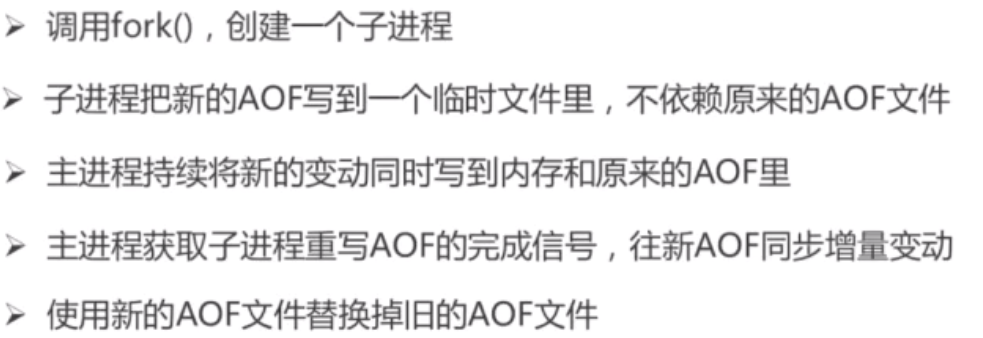 ➢ 调用fork()，创建一个子进程
➢ 子进程把新的AOF写到一个临时文件里，不依赖原来的AOF文件
➢ 主进程持续将新的变动同时写到内存和原来的AOF里
➢ 主进程获取子进程重写AOF的完成信号，往新AOF同步增量变动
➢ 使用新的AOF文件替换掉旧的AOF文件